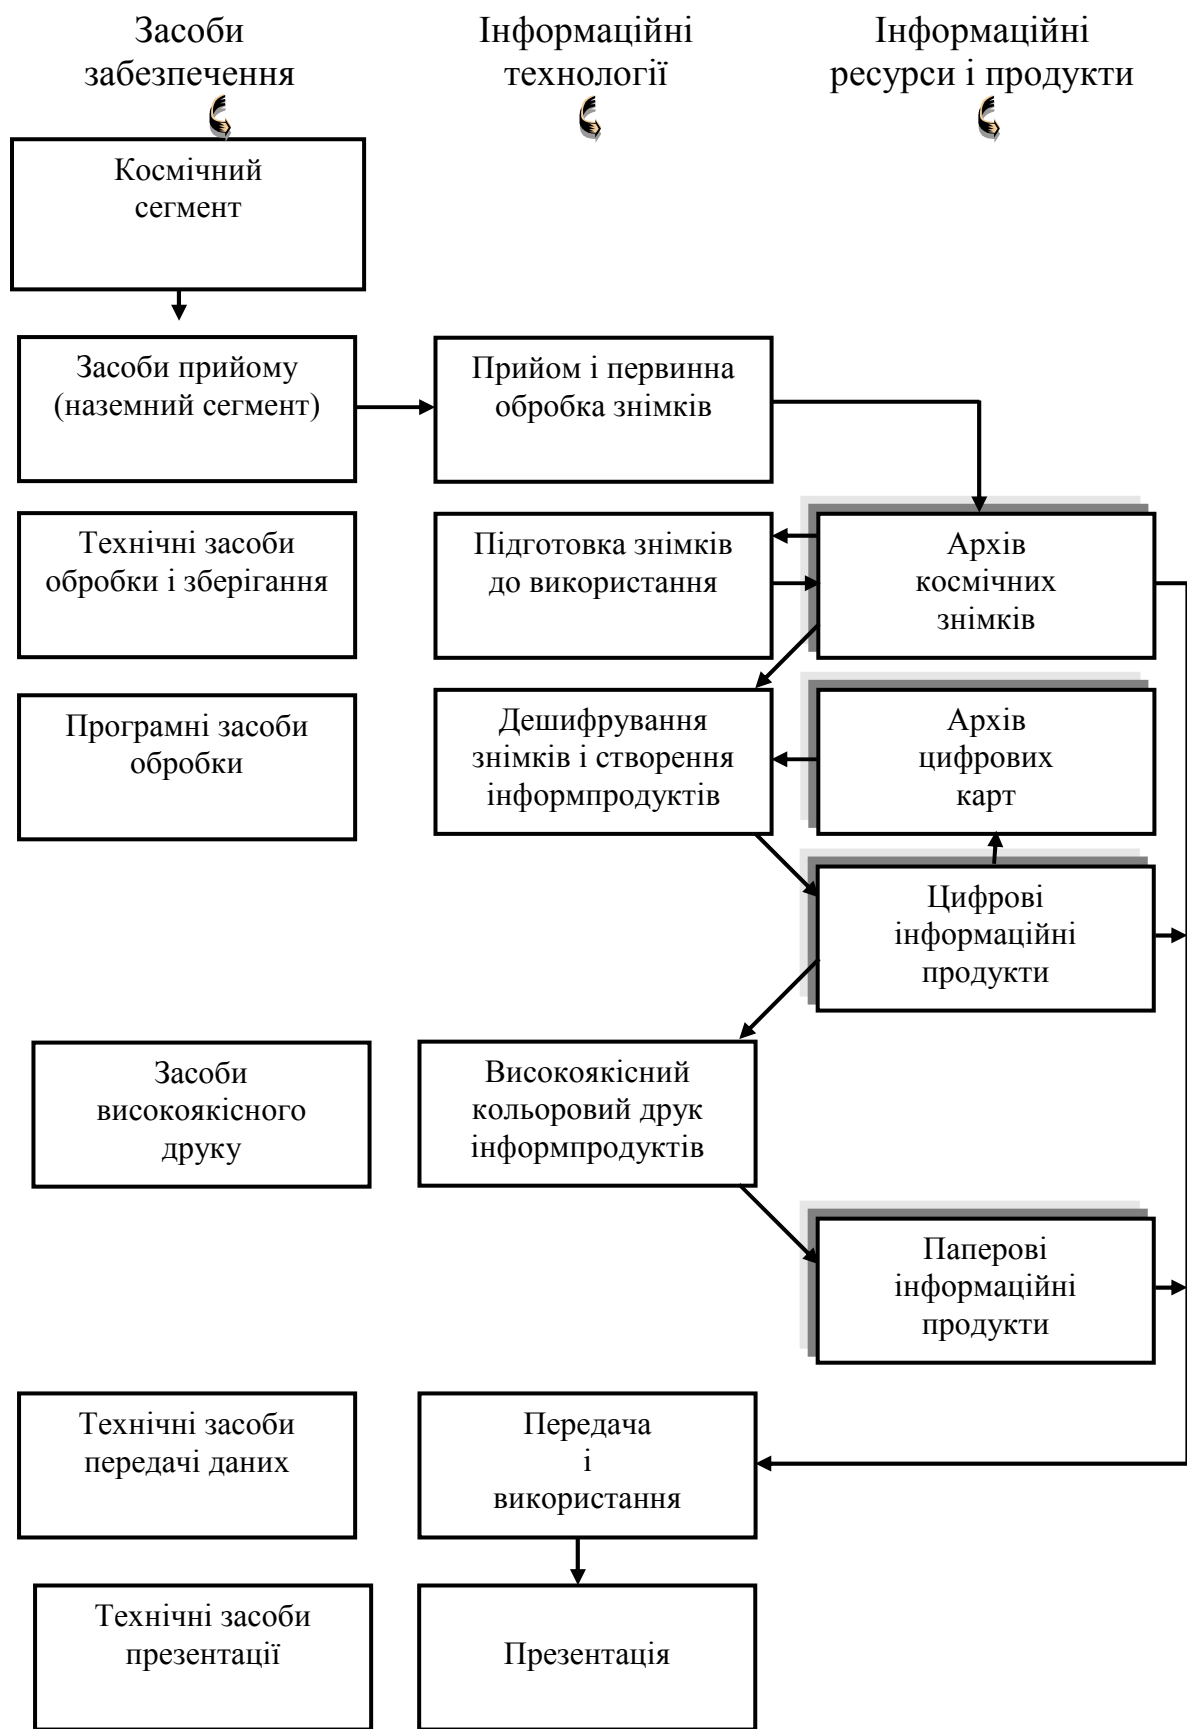 Засоби
забезпечення
Інформаційні
технології
Інформаційні
ресурси і продукти
Космічний
сегмент
Засоби прийому
(наземний сегмент)
Прийом і первинна
обробка знімків
Технічні засоби
обробки і зберігання
Підготовка знімків
до використання
Архів
космічних
знімків
Програмні засоби
обробки
Дешифрування
знімків і створення
інформпродуктів
Архів
цифрових
карт
Цифрові
інформаційні
продукти
Засоби
високоякісного
друку
Високоякісний
кольоровий друк
інформпродуктів
Паперові
інформаційні
продукти
Технічні засоби
передачі даних
Передача
і
використання
Технічні засоби
презентації
Презентація